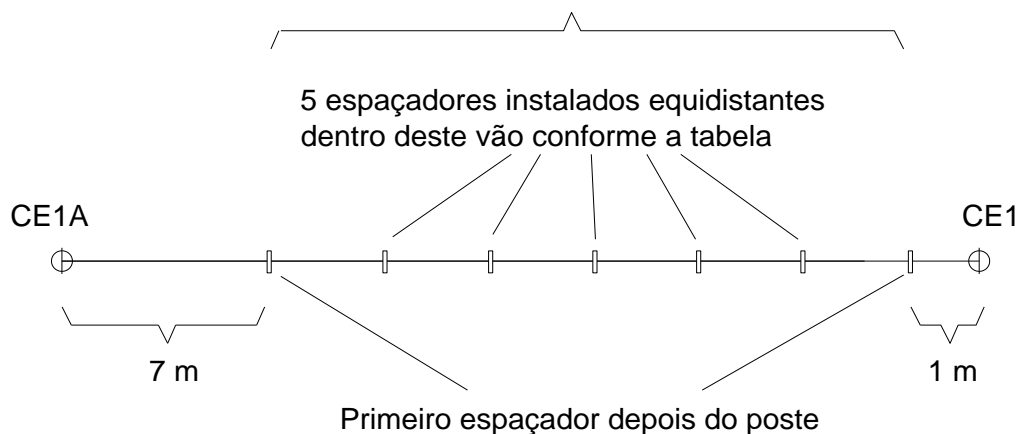 5 espaçadores instalados equidistantes
dentro deste vão conforme a tabela
CE1A
CE1
7 m
1 m
Primeiro espaçador depois do poste